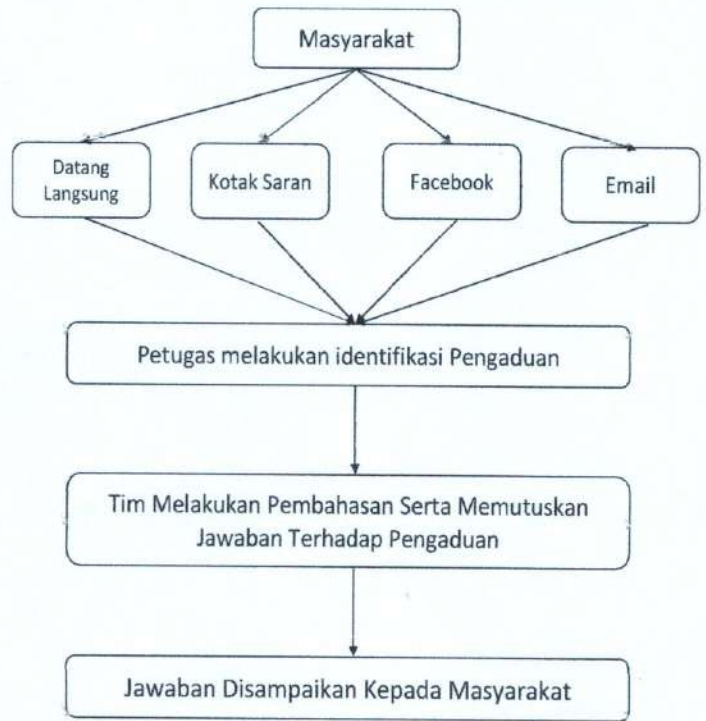 Masyarakat
Datang
Langsung
Kotak Saran
Facebook
Email
Petugas melakukan identifikasi Pengaduan
Tim Melakukan Pembahasan Serta Memutuskan
Jawaban Terhadap Pengaduan
Jawaban Disampaikan Kepada Masyarakat